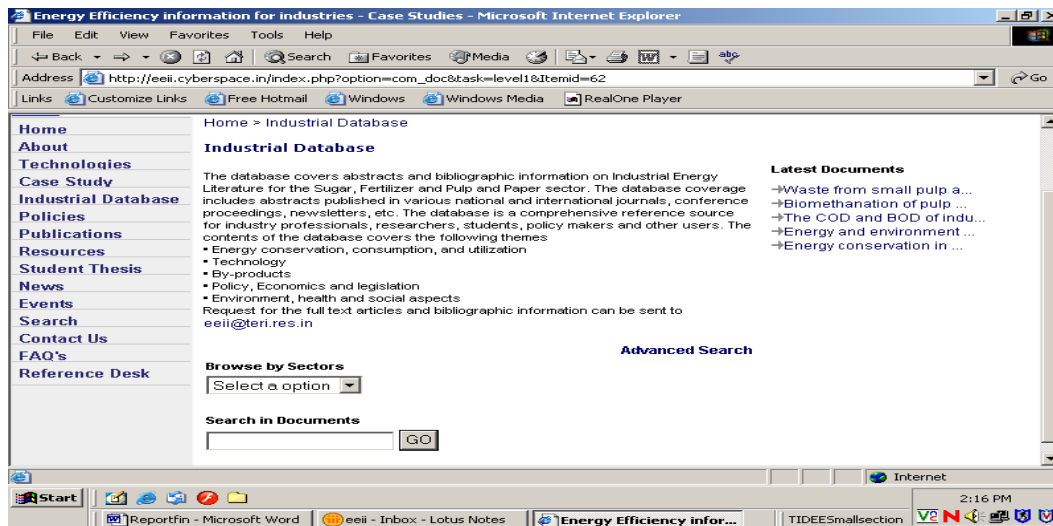 Energy Efficiency information for industries - Case Studies - Microsoft Internet Explorer
File Edit View Favorites Tools Help
Back Search Favorites Media
Address http://eeii.cyberspace.in/index.php?option=com_doc&task=level1&Itemid=62 Go
Links Customize Links Free Hotmail Windows Windows Media RealOne Player
Home
About
Technologies
Case Study
Industrial Database
Policies
Publications
Resources
Student Thesis
News
Events
Search
Contact Us
FAQ's
Reference Desk
Home > Industrial Database
Industrial Database
The database covers abstracts and bibliographic information on Industrial Energy
Literature for the Sugar, Fertilizer and Pulp and Paper sector. The database coverage
includes abstracts published in various national and international journals, conference
proceedings, newsletters, etc. The database is a comprehensive reference source
for industry professionals, researchers, students, policy makers and other users. The
contents of the database covers the following themes
• Energy conservation, consumption, and utilization
• Technology
• By-products
• Policy, Economics and legislation
• Environment, health and social aspects
Request for the full text articles and bibliographic information can be sent to
eeii@teri.res.in
Advanced Search
Browse by Sectors
Select a option
Search in Documents
GO
Latest Documents
Waste from small pulp a...
Biomethanation of pulp ...
The COD and BOD of indu...
Energy and environment ...
Energy conservation in ...
Internet
Start 2:16 PM
Reportfin - Microsoft Word eeii - Inbox - Lotus Notes Energy Efficiency infor... TIDEESmallsection V2 N